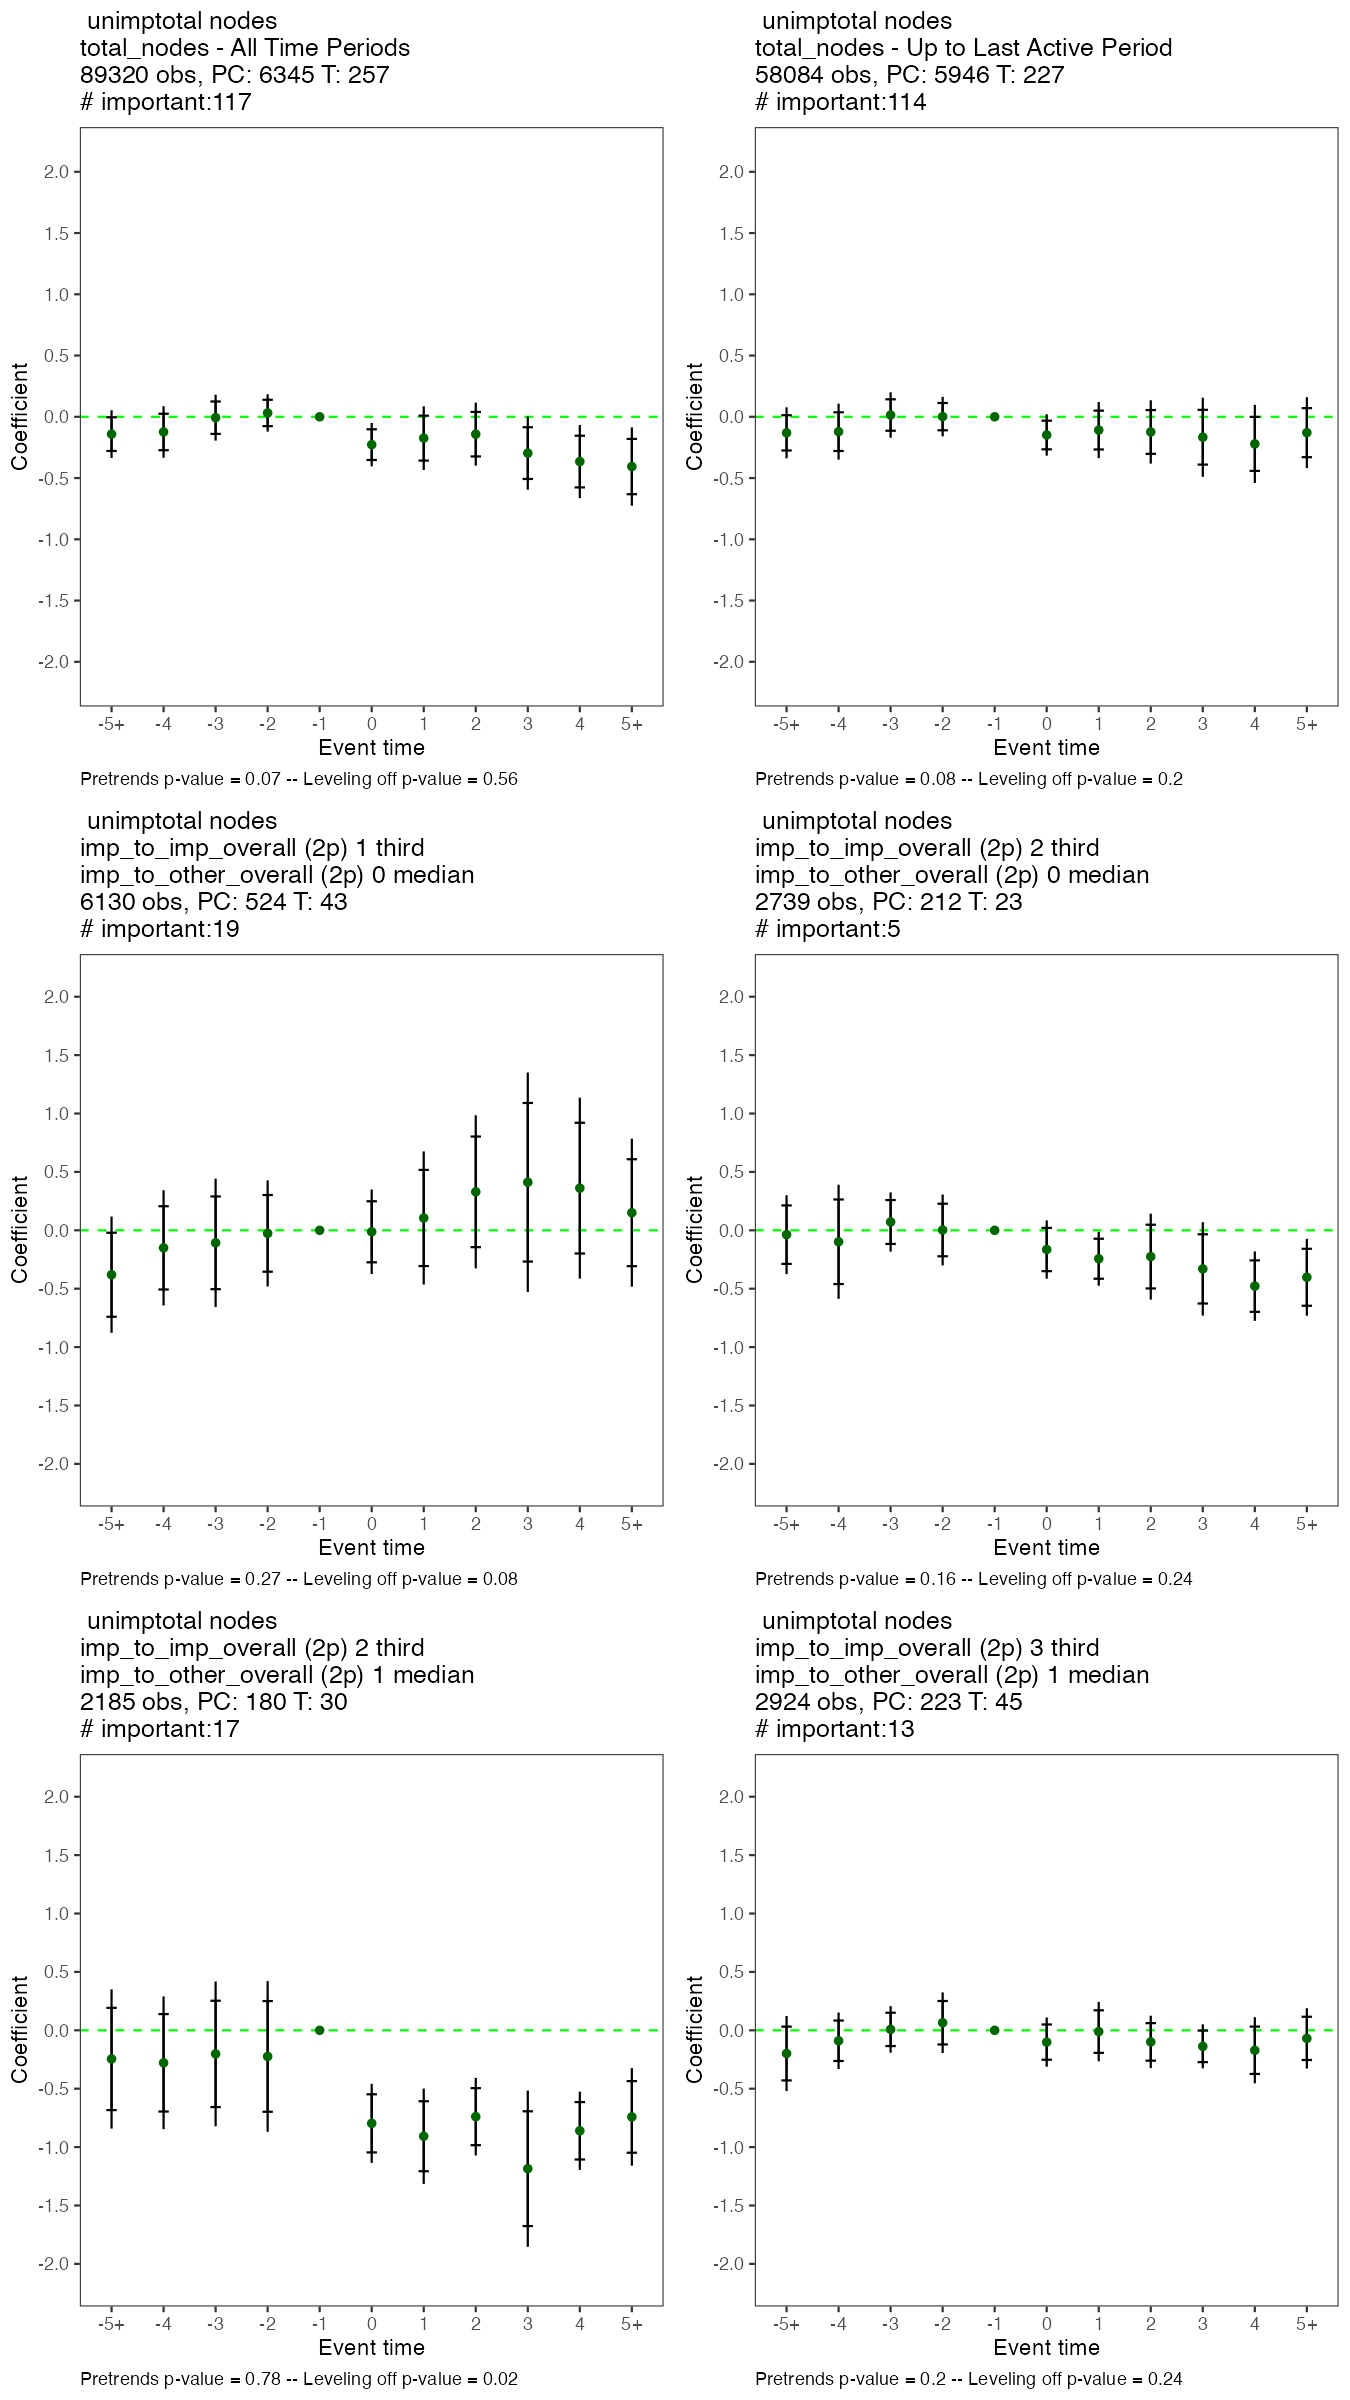 unimptotal nodes
total_nodes - All Time Periods
89320 obs, PC: 6345 T: 257
# important:117
2.0
1.5
1.0
0.5
0.0
-0.5
-1.0
-1.5
-2.0
Coefficient
-5+ -4 -3 -2 -1 0 1 2 3 4 5+
Event time
Pretrends p-value = 0.07 -- Leveling off p-value = 0.56
unimptotal nodes
total_nodes - Up to Last Active Period
58084 obs, PC: 5946 T: 227
# important:114
2.0
1.5
1.0
0.5
0.0
-0.5
-1.0
-1.5
-2.0
Coefficient
-5+ -4 -3 -2 -1 0 1 2 3 4 5+
Event time
Pretrends p-value = 0.08 -- Leveling off p-value = 0.2
unimptotal nodes
imp_to_imp_overall (2p) 1 third
imp_to_other_overall (2p) 0 median
6130 obs, PC: 524 T: 43
# important:19
2.0
1.5
1.0
0.5
0.0
-0.5
-1.0
-1.5
-2.0
Coefficient
-5+ -4 -3 -2 -1 0 1 2 3 4 5+
Event time
Pretrends p-value = 0.27 -- Leveling off p-value = 0.08
unimptotal nodes
imp_to_imp_overall (2p) 2 third
imp_to_other_overall (2p) 0 median
2739 obs, PC: 212 T: 23
# important:5
2.0
1.5
1.0
0.5
0.0
-0.5
-1.0
-1.5
-2.0
Coefficient
-5+ -4 -3 -2 -1 0 1 2 3 4 5+
Event time
Pretrends p-value = 0.16 -- Leveling off p-value = 0.24
unimptotal nodes
imp_to_imp_overall (2p) 2 third
imp_to_other_overall (2p) 1 median
2185 obs, PC: 180 T: 30
# important:17
2.0
1.5
1.0
0.5
0.0
-0.5
-1.0
-1.5
-2.0
Coefficient
-5+ -4 -3 -2 -1 0 1 2 3 4 5+
Event time
Pretrends p-value = 0.78 -- Leveling off p-value = 0.02
unimptotal nodes
imp_to_imp_overall (2p) 3 third
imp_to_other_overall (2p) 1 median
2924 obs, PC: 223 T: 45
# important:13
2.0
1.5
1.0
0.5
0.0
-0.5
-1.0
-1.5
-2.0
Coefficient
-5+ -4 -3 -2 -1 0 1 2 3 4 5+
Event time
Pretrends p-value = 0.2 -- Leveling off p-value = 0.24